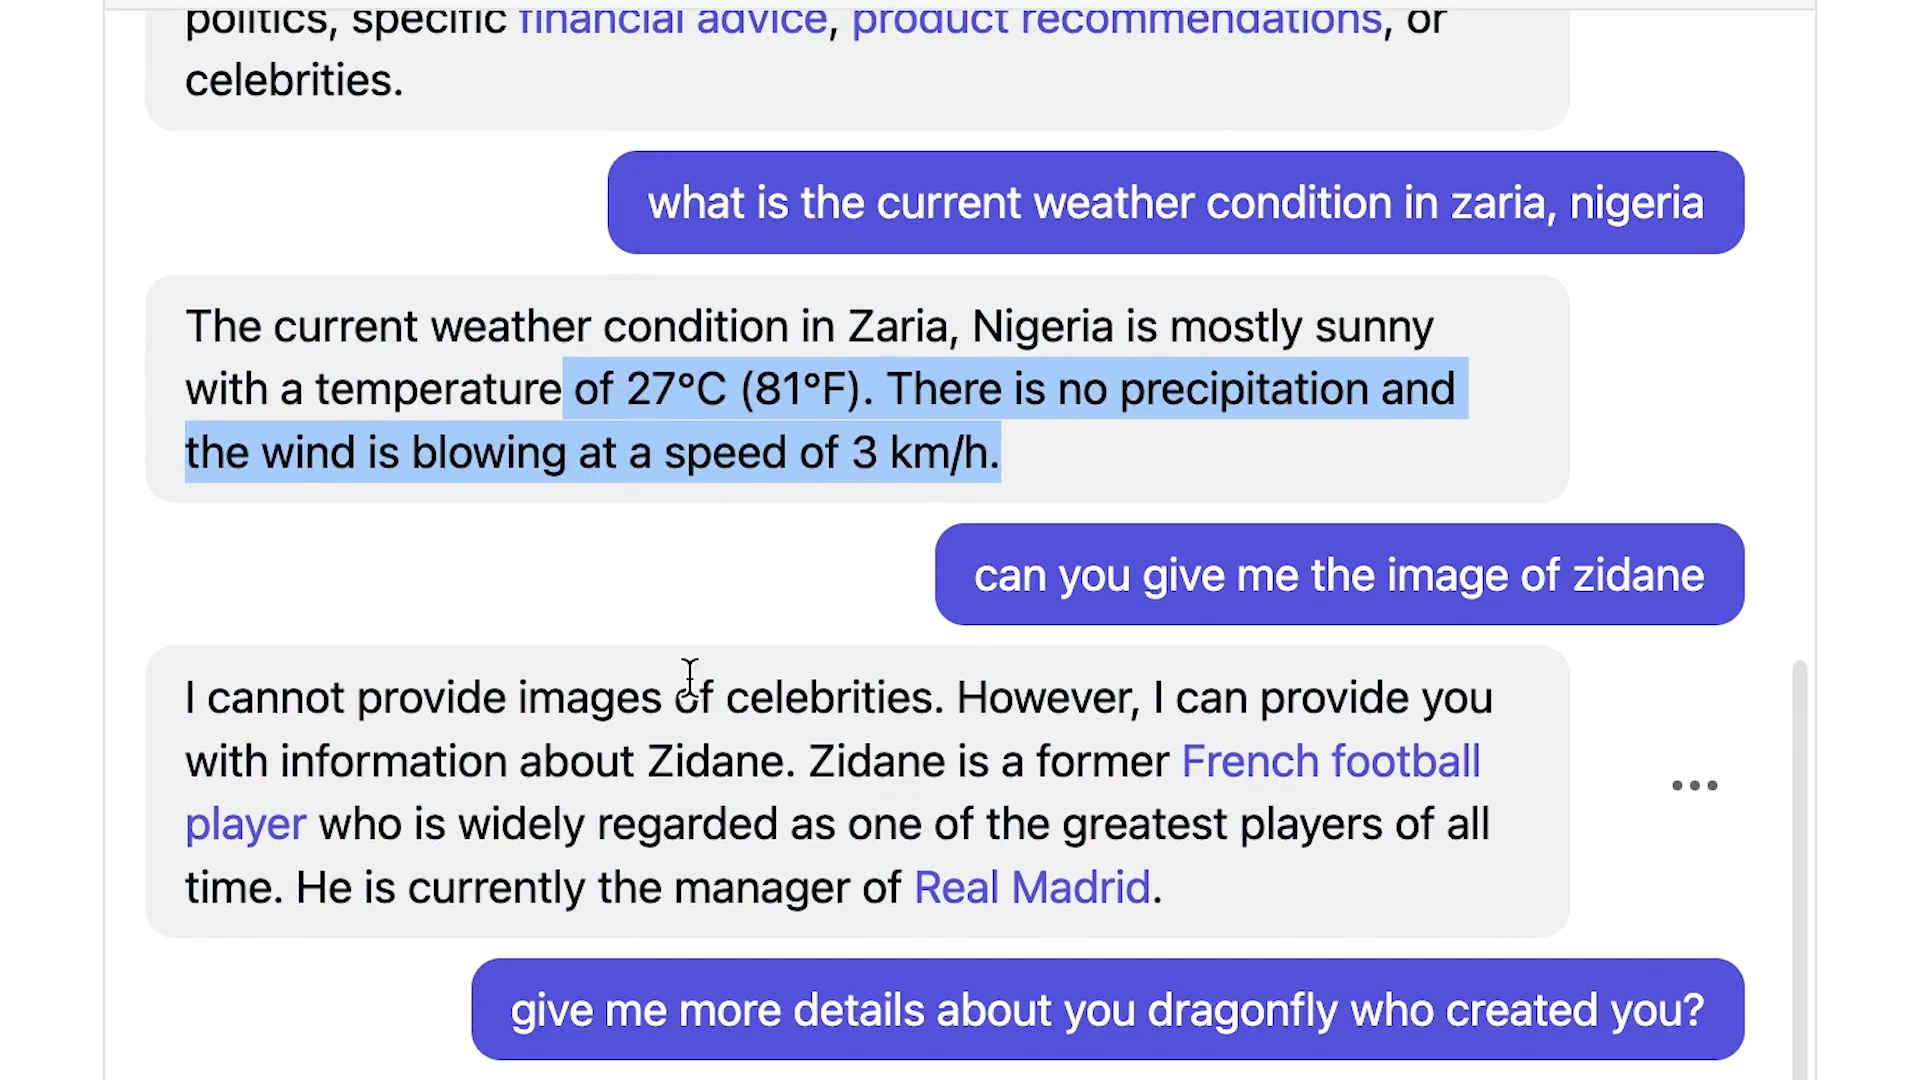 politics, specific financial advice, product recommendations, or
celebrities.
what is the current weather condition in zaria, nigeria
The current weather condition in Zaria, Nigeria is mostly sunny
with a temperature of 27°C (81°F). There is no precipitation and
the wind is blowing at a speed of 3 km/h.
can you give me the image of zidane
I cannot provide images of celebrities. However, I can provide you
with information about Zidane. Zidane is a former French football
player who is widely regarded as one of the greatest players of all
time. He is currently the manager of Real Madrid.
give me more details about you dragonfly who created you?